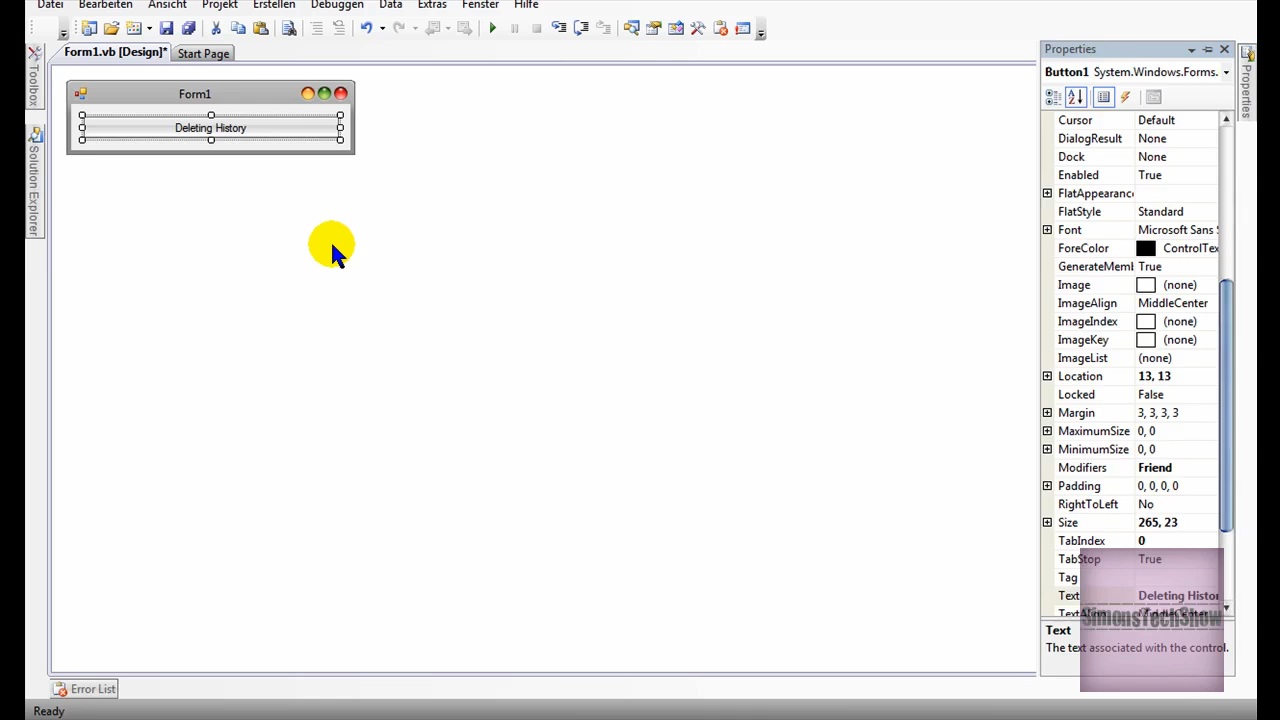 Datei Bearbeiten Ansicht Projekt Erstellen Debuggen Data Extras Fenster Hilfe
Form1.vb [Design]* Start Page
Toolbox
Solution Explorer
Form1
Deleting History
Properties
Button1 System.Windows.Forms.
Properties
Cursor Default
DialogResult None
Dock None
Enabled True
FlatAppearance
FlatStyle Standard
Font Microsoft Sans S
ForeColor ControlTex
GenerateMemb True
Image (none)
ImageAlign MiddleCenter
ImageIndex (none)
ImageKey (none)
ImageList (none)
Location 13, 13
Locked False
Margin 3, 3, 3, 3
MaximumSize 0, 0
MinimumSize 0, 0
Modifiers Friend
Padding 0, 0, 0, 0
RightToLeft No
Size 265, 23
TabIndex 0
TabStop True
Tag
Text Deleting Histor
TextAlign MiddleCenter
SimonsTechShow
Text
The text associated with the control.
Error List
Ready